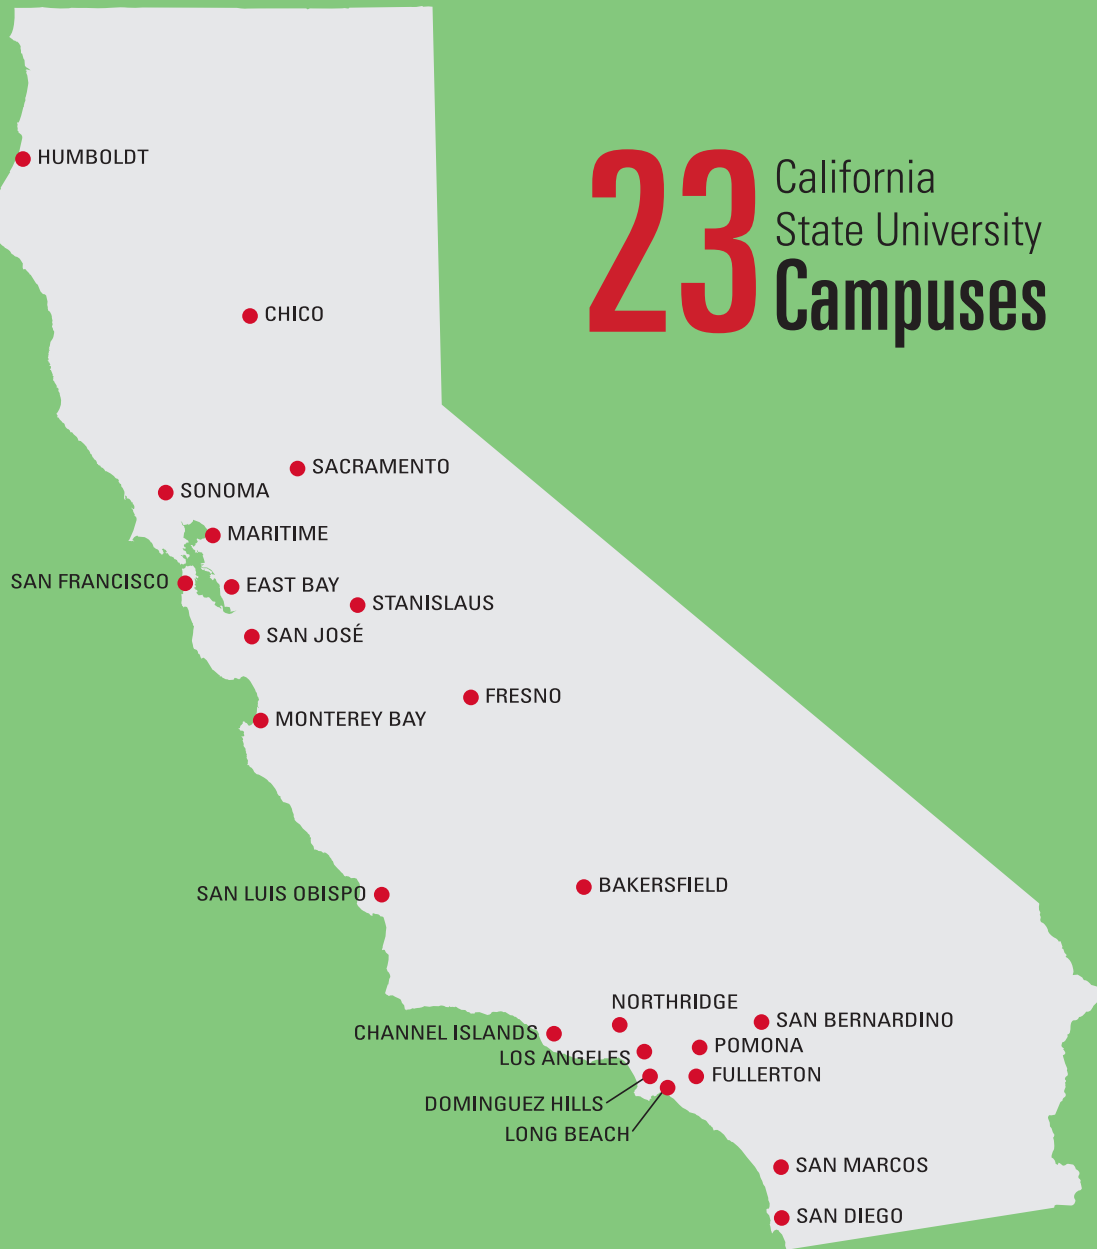 HUMBOLDT
23
California
State University
Campuses
CHICO
SACRAMENTO
SONOMA
MARITIME
SAN FRANCISCO
EAST BAY
STANISLAUS
SAN JOSÉ
FRESNO
MONTEREY BAY
BAKERSFIELD
SAN LUIS OBISPO
NORTHRIDGE
SAN BERNARDINO
CHANNEL ISLANDS
POMONA
LOS ANGELES
FULLERTON
DOMINGUEZ HILLS
LONG BEACH
SAN MARCOS
SAN DIEGO